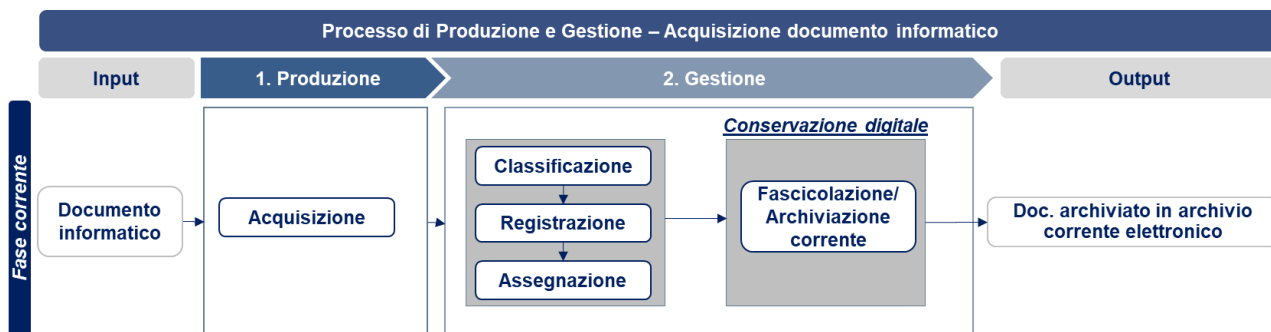 Processo di Produzione e Gestione – Acquisizione documento informatico
Input
1. Produzione
2. Gestione
Output
Fase corrente
Documento
informatico
Acquisizione
Classificazione
Registrazione
Assegnazione
Conservazione digitale
Fascicolazione/
Archiviazione
corrente
Doc. archiviato in archivio
corrente elettronico